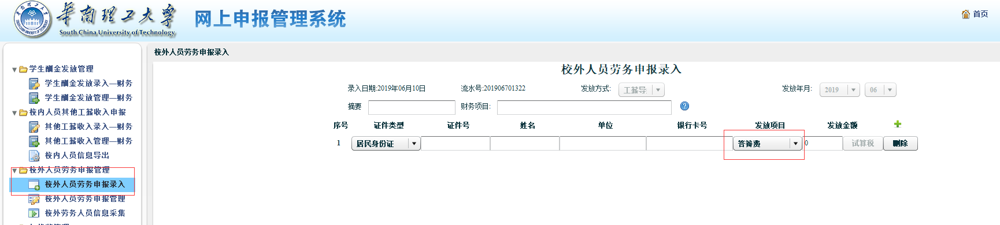 華南理工大学
South China University of Technology
网上申报管理系统
首页
学生酬金发放管理
学生酬金发放录入—财务
学生酬金发放管理—财务
校内人员其他工薪收入申报
其他工薪收入录入—财务
其他工薪收入管理—财务
校内人员信息导出
校外人员劳务申报管理
校外人员劳务申报录入
校外人员劳务申报管理
校外劳务人员信息采集
校外人员劳务申报录入
校外人员劳务申报录入
录入日期:2019年06月10日 流水号:201906701322 发放方式: 工薪导: 发放年月: 2019 06
摘要 财务项目:
序号 证件类型 证件号 姓名 单位 银行卡号 发放项目 发放金额
1 居民身份证 答辩费 0 试算税 删除